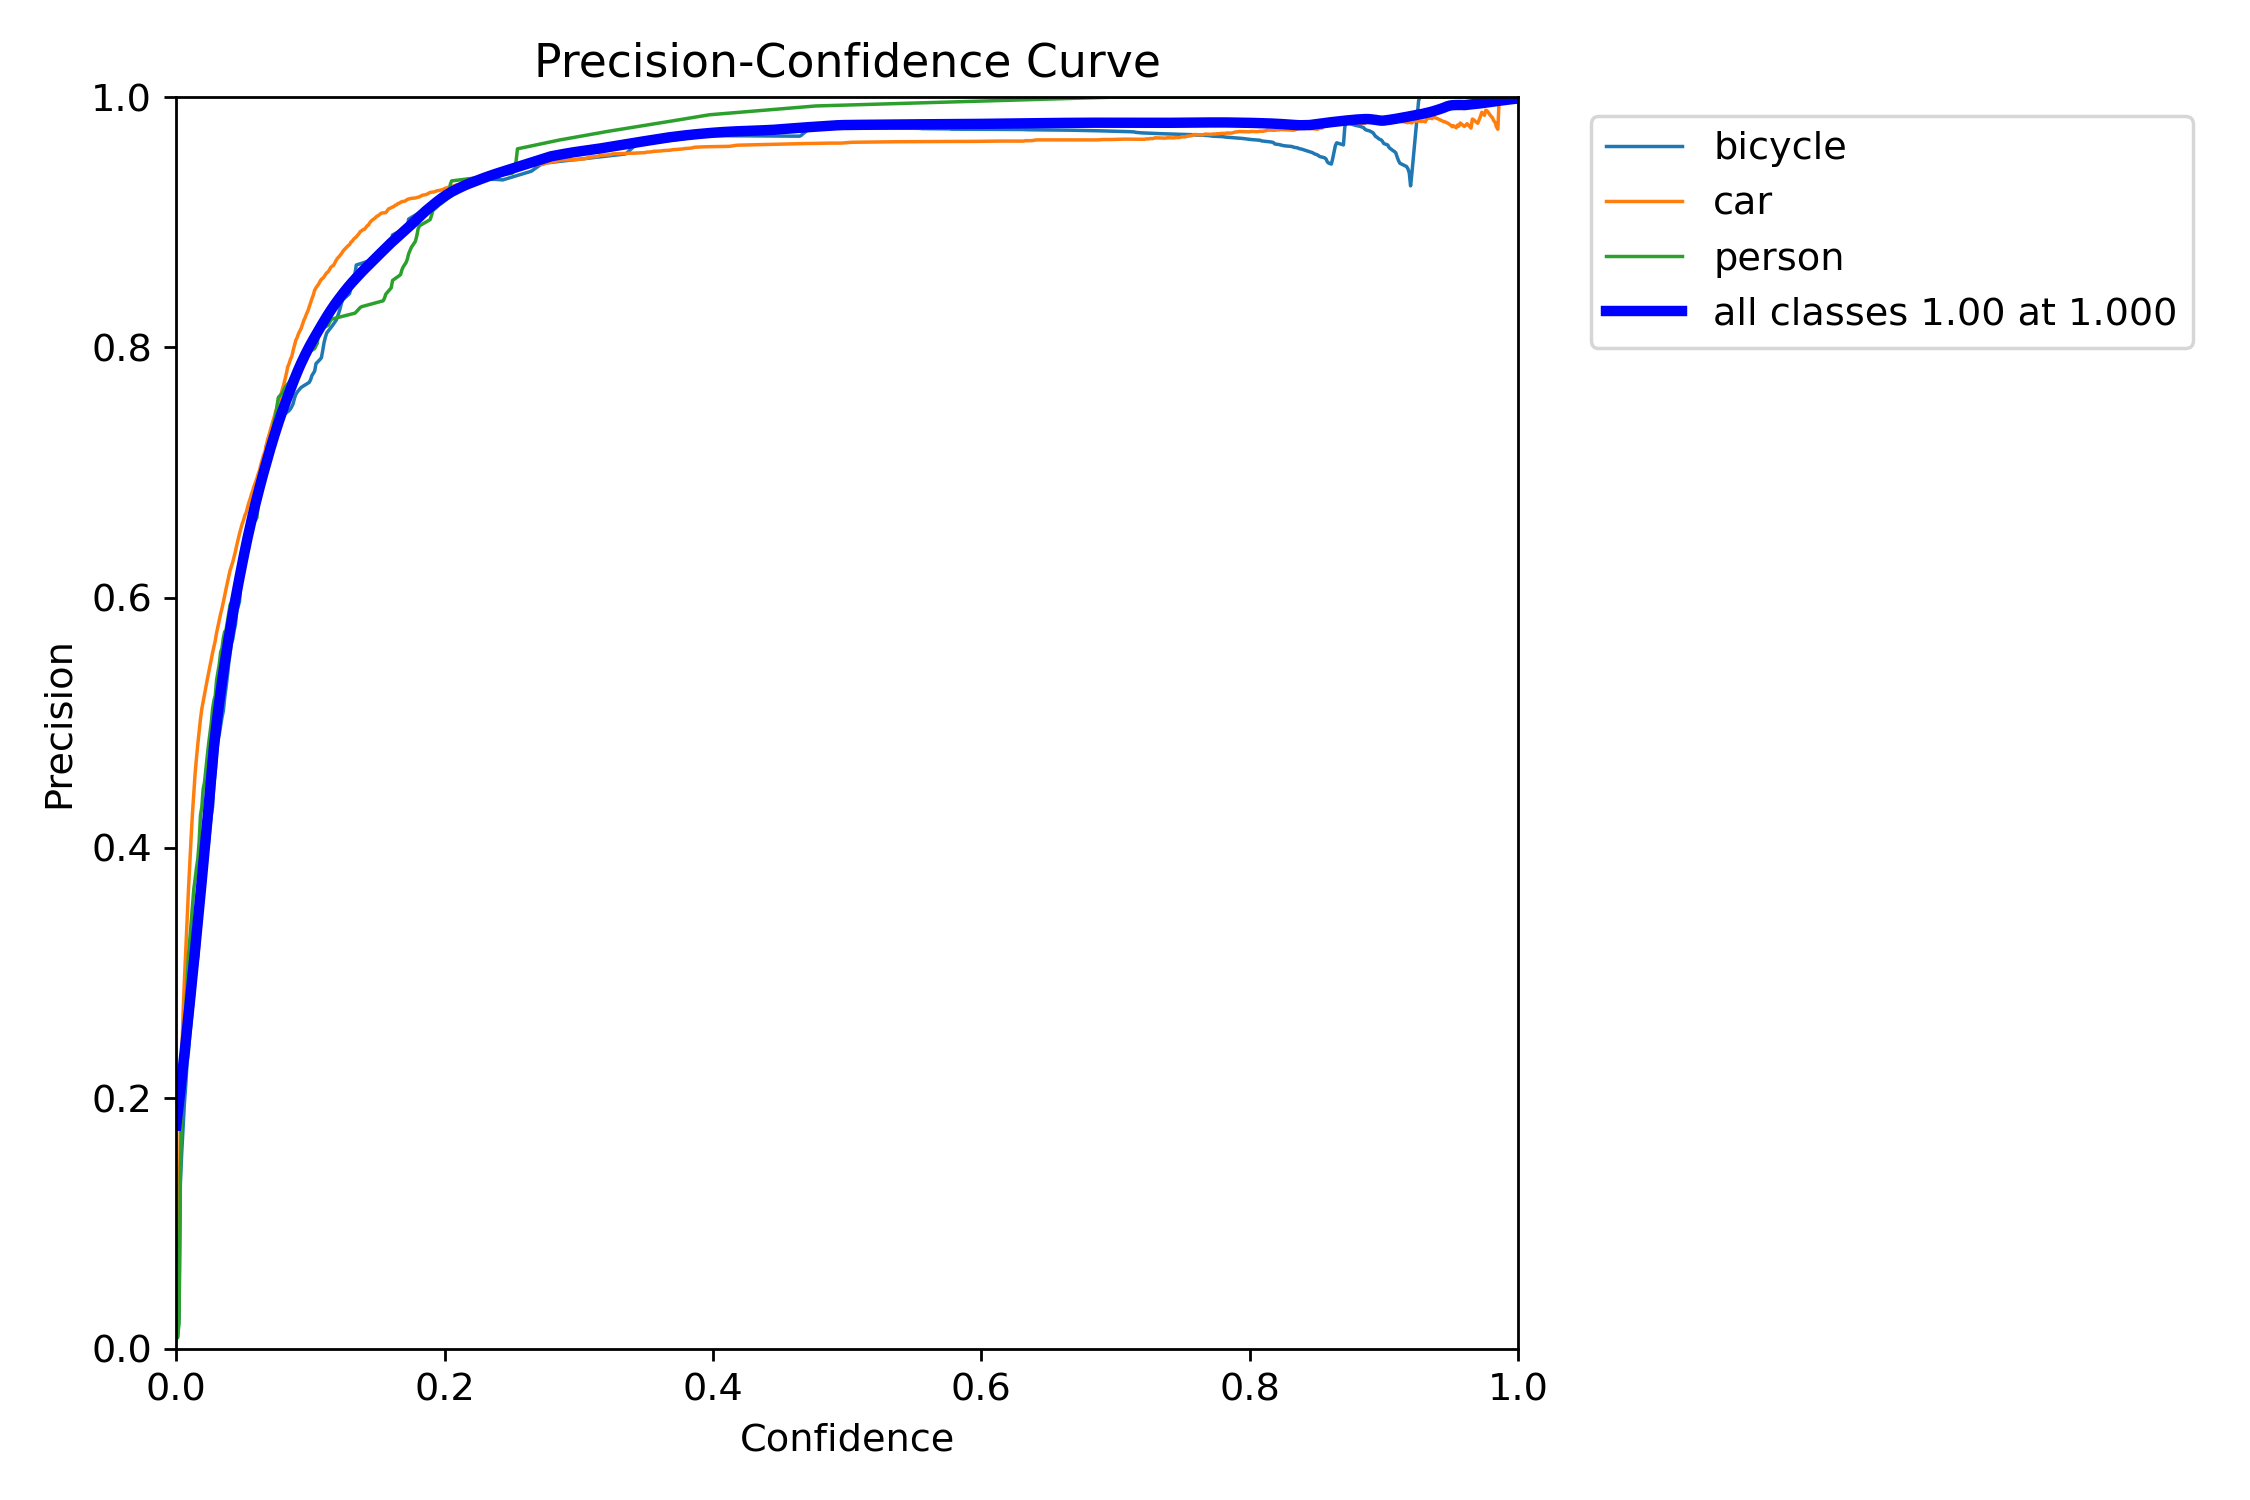 Precision-Confidence Curve
1.0
0.8
0.6
0.4
0.2
0.0
Precision
0.0 0.2 0.4 0.6 0.8 1.0
Confidence
bicycle
car
person
all classes 1.00 at 1.000